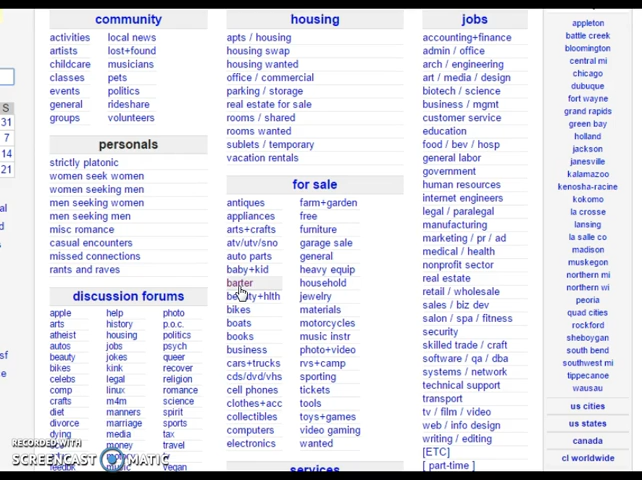 community
activities local news
artists lost+found
childcare musicians
classes pets
events politics
general rideshare
groups volunteers
personals
strictly platonic
women seek women
women seeking men
men seeking women
men seeking men
misc romance
casual encounters
missed connections
rants and raves
discussion forums
apple help photo
arts history p.o.c.
atheist housing politics
autos jobs psych
beauty jokes queer
bikes kink recover
celebs legal religion
comp linux romance
crafts m4m science
diet manners spirit
divorce marriage sports
dying media tax
money travel
music vegan
housing
apts / housing
housing swap
housing wanted
office / commercial
parking / storage
real estate for sale
rooms / shared
rooms wanted
sublets / temporary
vacation rentals
for sale
antiques farm+garden
appliances free
arts+crafts furniture
atv/utv/sno garage sale
auto parts general
baby+kid heavy equip
barter household
beauty+hlth jewelry
bikes materials
boats motorcycles
books music instr
business photo+video
cars+trucks rvs+camp
cds/dvd/vhs sporting
cell phones tickets
clothes+acc tools
collectibles toys+games
computers video gaming
electronics wanted
services
jobs
accounting+finance
admin / office
arch / engineering
art / media / design
biotech / science
business / mgmt
customer service
education
food / bev / hosp
general labor
government
human resources
internet engineers
legal / paralegal
manufacturing
marketing / pr / ad
medical / health
nonprofit sector
real estate
retail / wholesale
sales / biz dev
salon / spa / fitness
security
skilled trade / craft
software / qa / dba
systems / network
technical support
transport
tv / film / video
web / info design
writing / editing
[ETC]
[ part-time ]
appleton
battle creek
bloomington
central mi
chicago
dubuque
fort wayne
grand rapids
green bay
holland
jackson
janesville
kalamazoo
kenosha-racine
kokomo
la crosse
lansing
la salle co
madison
muskegon
northern mi
northern wi
peoria
quad cities
rockford
sheboygan
south bend
southwest mi
tippecanoe
wausau
us cities
us states
canada
cl worldwide
S
31
7
14
21
RECORDED WITH
SCREENCAST MATIC